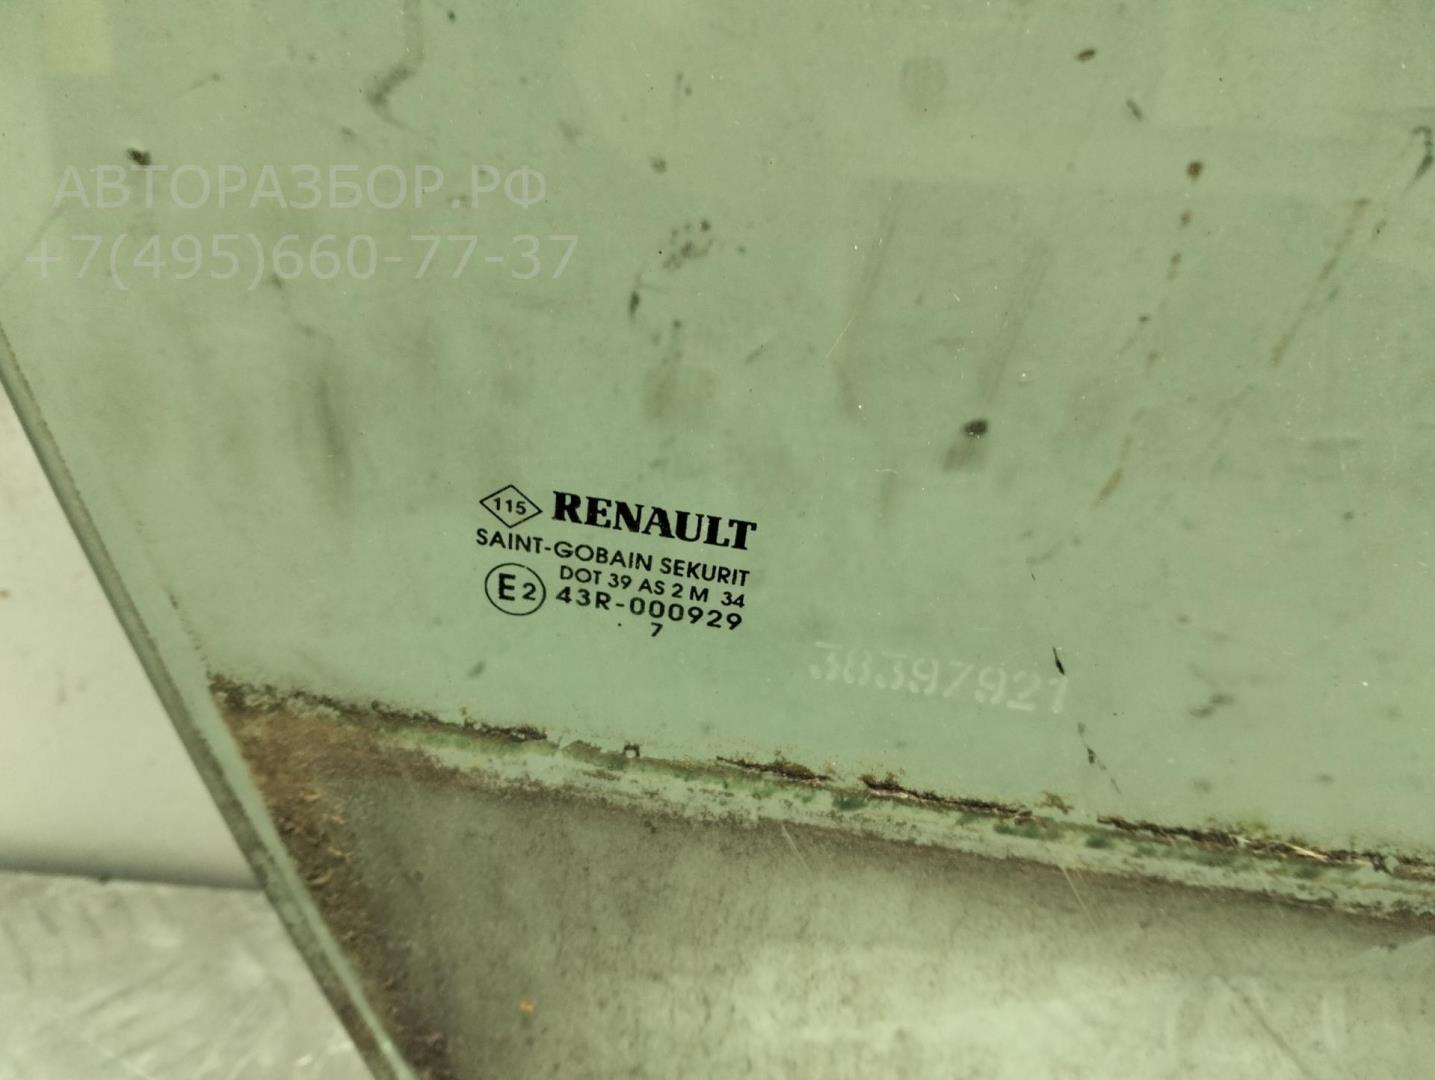 АВТОРАЗБОР.РФ
+7(495)660-77-37
115 RENAULT
SAINT-GOBAIN SEKURIT
DOT 39 AS 2 M 34
E2 43R-000929
7
38397921